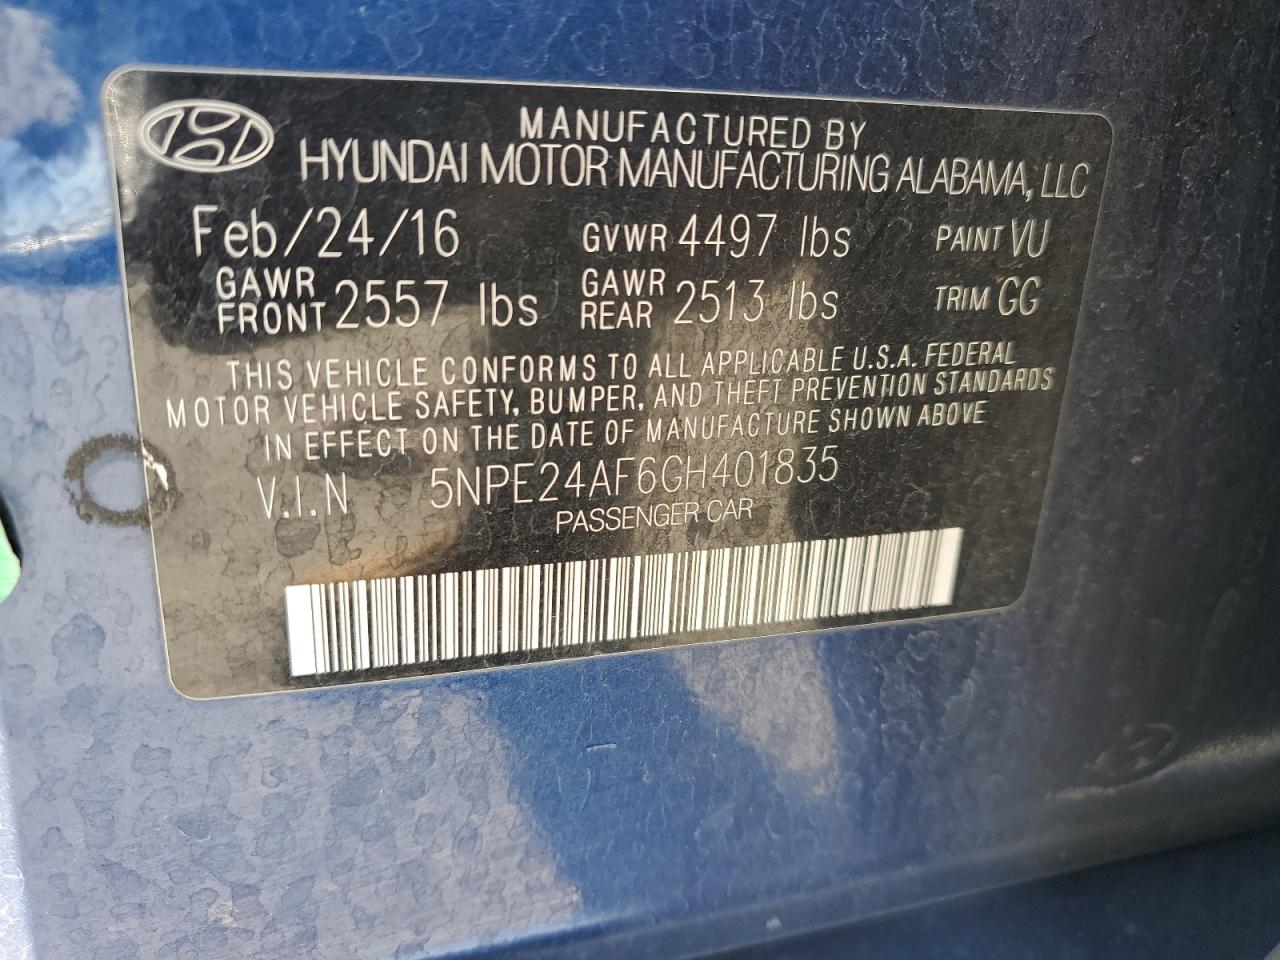 MANUFACTURED BY
HYUNDAI MOTOR MANUFACTURING ALABAMA, LLC
Feb/24/16 GVWR 4497 lbs PAINT VU
GAWR FRONT 2557 lbs GAWR REAR 2513 lbs TRIM GG
THIS VEHICLE CONFORMS TO ALL APPLICABLE U.S.A. FEDERAL
MOTOR VEHICLE SAFETY, BUMPER, AND THEFT PREVENTION STANDARDS
IN EFFECT ON THE DATE OF MANUFACTURE SHOWN ABOVE
V.I.N 5NPE24AF6GH401835
PASSENGER CAR